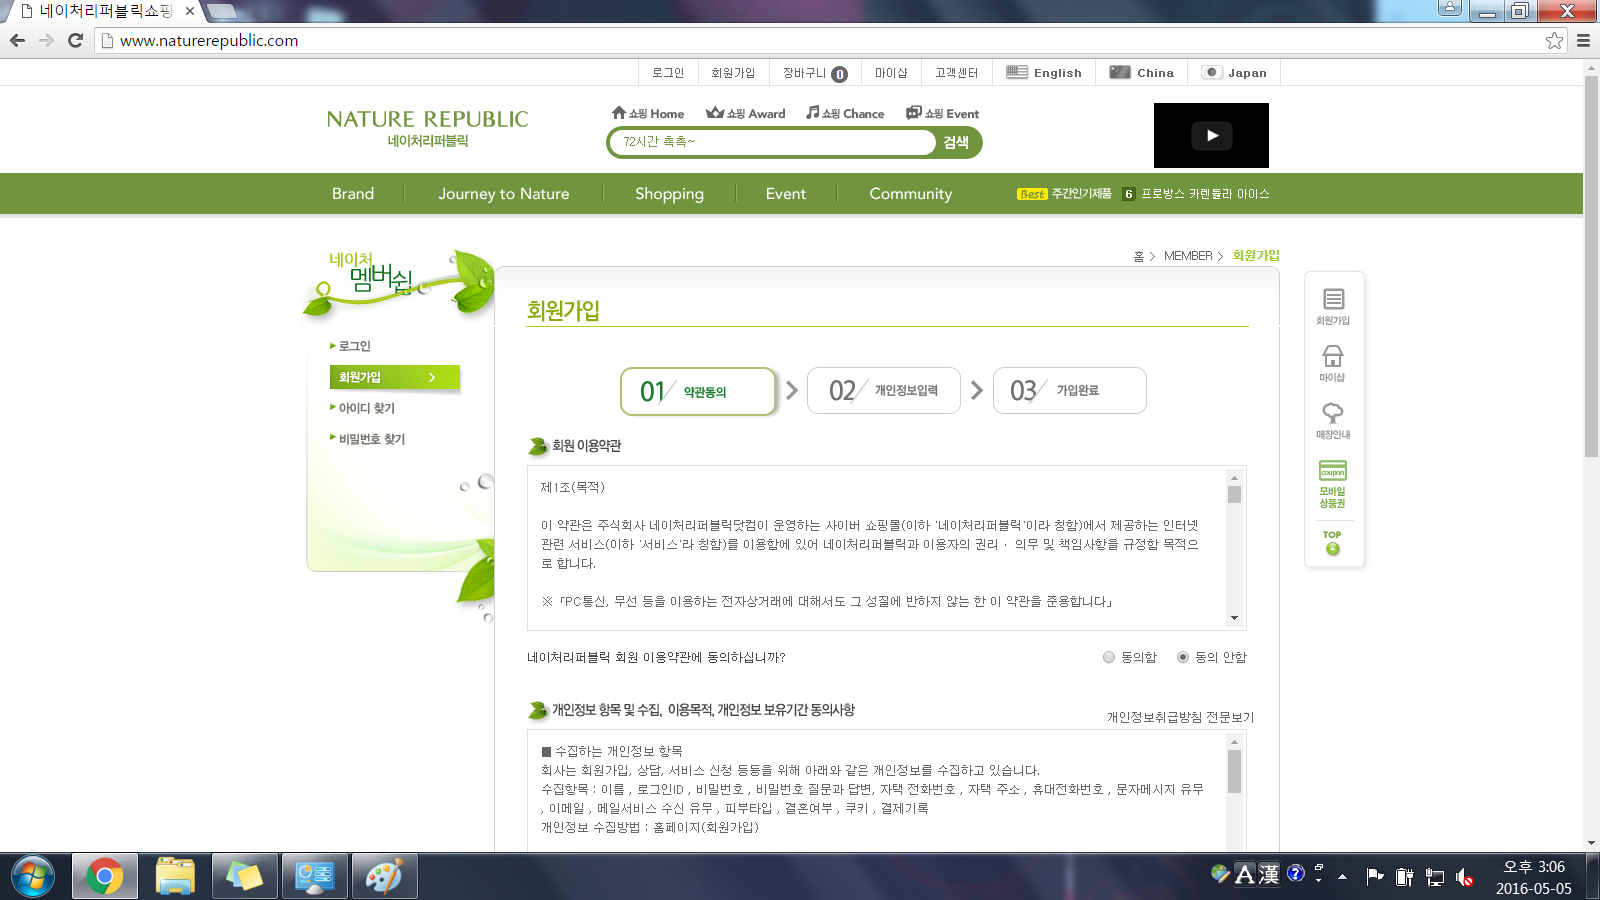 네이처리퍼블릭쇼핑
www.naturerepublic.com
로그인 회원가입 장바구니 0 마이샵 고객센터 English China Japan
NATURE REPUBLIC
네이처리퍼블릭
쇼핑 Home 쇼핑 Award 쇼핑 Chance 쇼핑 Event
72시간 촉촉~ 검색
Brand Journey to Nature Shopping Event Community Best 주간인기제품 6 프로방스 카렌듈라 아이스
홈 > MEMBER > 회원가입
네이처
멤버쉽!
로그인
회원가입
아이디 찾기
비밀번호 찾기
회원가입
01 약관동의 02 개인정보입력 03 가입완료
회원 이용약관
제1조(목적)
이 약관은 주식회사 네이처리퍼블릭닷컴이 운영하는 사이버 쇼핑몰(이하 '네이처리퍼블릭'이라 칭함)에서 제공하는 인터넷
관련 서비스(이하 '서비스'라 칭함)를 이용함에 있어 네이처리퍼블릭과 이용자의 권리 · 의무 및 책임사항을 규정함 목적으
로 합니다.
※ 「PC통신, 무선 등을 이용하는 전자상거래에 대해서도 그 성질에 반하지 않는 한 이 약관을 준용합니다」
네이처리퍼블릭 회원 이용약관에 동의하십니까? 동의함 동의 안함
개인정보 항목 및 수집, 이용목적, 개인정보 보유기간 동의사항
개인정보취급방침 전문보기
■ 수집하는 개인정보 항목
회사는 회원가입, 상담, 서비스 신청 등등을 위해 아래와 같은 개인정보를 수집하고 있습니다.
수집항목 : 이름 , 로그인ID , 비밀번호 , 비밀번호 질문과 답변, 자택 전화번호 , 자택 주소 , 휴대전화번호 , 문자메시지 유무
, 이메일 , 메일서비스 수신 유무 , 피부타입 , 결혼여부 , 쿠키 , 결제기록
개인정보 수집방법 : 홈페이지(회원가입)
회원가입
마이샵
매장안내
coupon
모바일
상품권
TOP
A 漢 ?
오후 3:06
2016-05-05